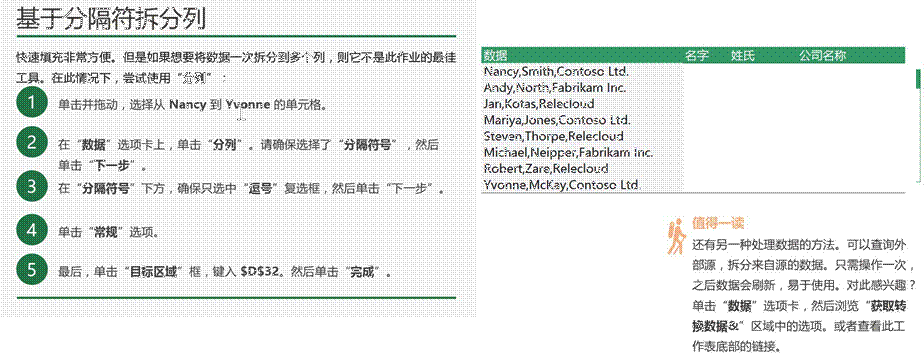 基于分隔符拆分列
快速填充非常方便。但是如果想要将数据一次拆分到多个列，则它不是此作业的最佳
工具。在此情况下，尝试使用“分列”：
1 单击并拖动，选择从 Nancy 到 Yvonne 的单元格。
2 在“数据”选项卡上，单击“分列”。请确保选择了“分隔符号”，然后
单击“下一步”。
3 在“分隔符号”下方，确保只选中“逗号”复选框，然后单击“下一步”。
4 单击“常规”选项。
5 最后，单击“目标区域”框，键入 $D$32。然后单击“完成”。
数据 名字 姓氏 公司名称
Nancy,Smith,Contoso Ltd.
Andy,North,Fabrikam Inc.
Jan,Kotas,Relecloud
Mariya,Jones,Contoso Ltd.
Steven,Thorpe,Relecloud
Michael,Neipper,Fabrikam Inc.
Robert,Zare,Relecloud
Yvonne,McKay,Contoso Ltd.
值得一读
还有另一种处理数据的方法。可以查询外
部源，拆分来自源的数据。只需操作一次，
之后数据会刷新，易于使用。对此感兴趣？
单击“数据”选项卡，然后浏览“获取转
换数据&”区域中的选项。或者查看此工
作表底部的链接。